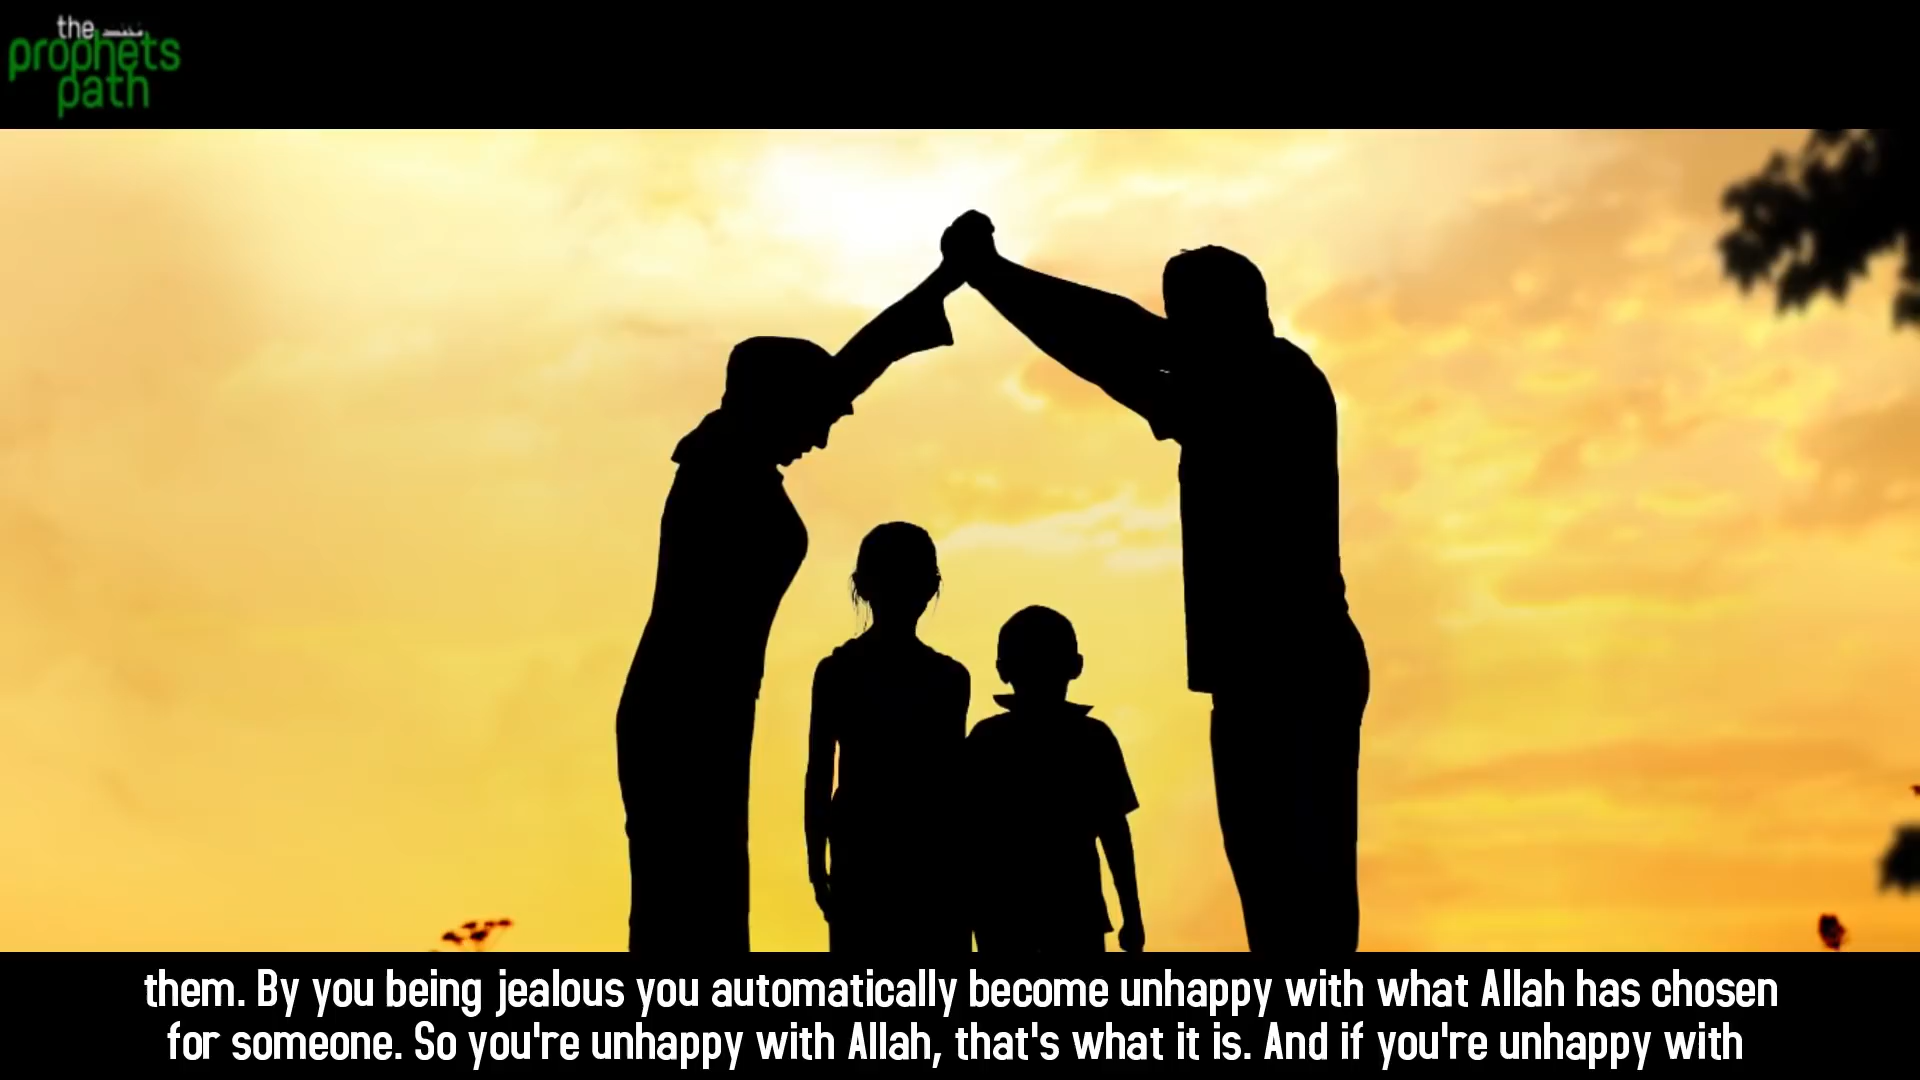 the
prophets
path
them. By you being jealous you automatically become unhappy with what Allah has chosen
for someone. So you're unhappy with Allah, that's what it is. And if you're unhappy with